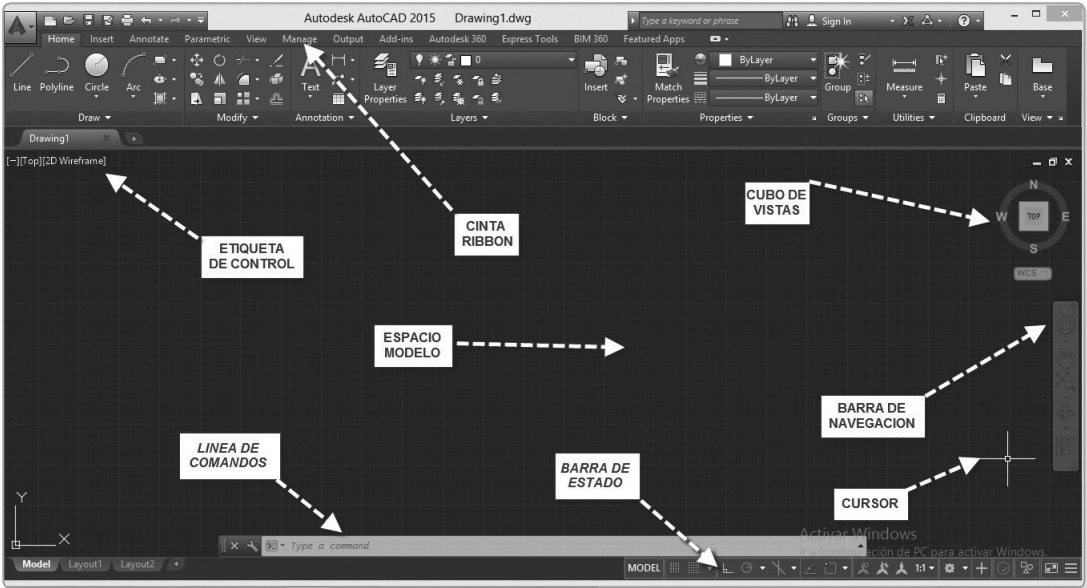 Autodesk AutoCAD 2015 Drawing1.dwg
Type a keyword or phrase
Sign In
Home Insert Annotate Parametric View Manage Output Add-ins Autodesk 360 Express Tools BIM 360 Featured Apps
Line Polyline Circle Arc
Text
Layer
Properties
0
Insert
Match
Properties
ByLayer
ByLayer
ByLayer
Group
Measure
Paste
Base
Draw Modify Annotation Layers Block Properties Groups Utilities Clipboard View
Drawing1
[−][Top][2D Wireframe]
N
W TOP E
S
WCS
CUBO DE
VISTAS
CINTA
RIBBON
ETIQUETA
DE CONTROL
ESPACIO
MODELO
BARRA DE
NAVEGACION
LINEA DE
COMANDOS
BARRA DE
ESTADO
CURSOR
Y
X
Activar Windows
Ir a Configuración de PC para activar Windows.
Type a command
Model Layout1 Layout2 +
MODEL
1:1